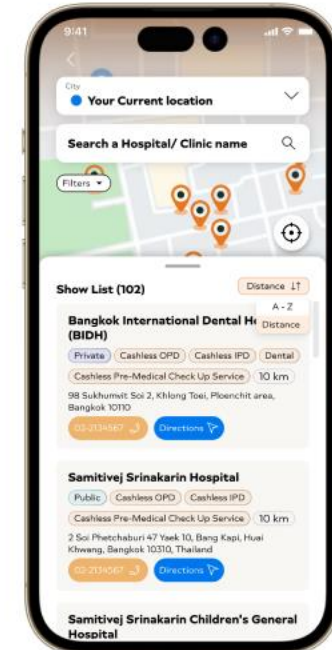 9:41
City
Your Current location
Search a Hospital/ Clinic name
Filters
Show List (102)
Distance
A - Z
Distance
Bangkok International Dental
(BIDH)
Private Cashless OPD Cashless IPD Dental
Cashless Pre-Medical Check Up Service 10 km
98 Sukhumvit Soi 2, Khlong Toei, Ploenchit area,
Bangkok 10110
02-2134567 Directions
Samitivej Srinakarin Hospital
Public Cashless OPD Cashless IPD
Cashless Pre-Medical Check Up Service 10 km
2 Soi Phetchaburi 47 Yaek 10, Bang Kapi, Huai
Khwang, Bangkok 10310, Thailand
02-2134567 Directions
Samitivej Srinakarin Children's General
Hospital